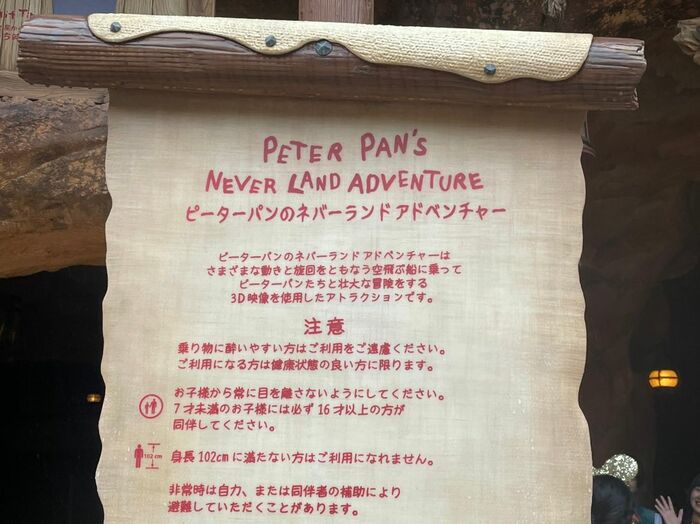 PETER PAN'S
NEVER LAND ADVENTURE
ピーターパンのネバーランド アドベンチャー
ピーターパンのネバーランド アドベンチャーは
さまざまな動きと旋回をともなう空飛ぶ船に乗って
ピーターパンたちと壮大な冒険をする
3D映像を使用したアトラクションです。
注意
乗り物に酔いやすい方はご利用をご遠慮ください。
ご利用になる方は健康状態の良い方に限ります。
お子様から常に目を離さないようにしてください。
7才未満のお子様には必ず16才以上の方が
同伴してください。
102cm
身長102cmに満たない方はご利用になれません。
非常時は自力、または同伴者の補助により
避難していただくことがあります。